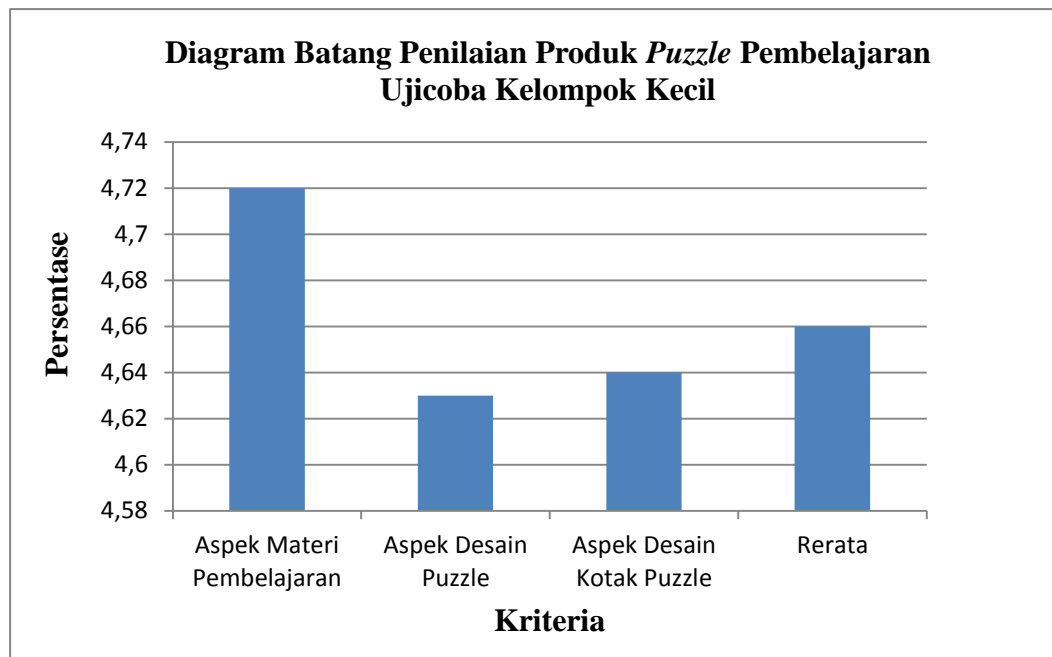 Diagram Batang Penilaian Produk Puzzle Pembelajaran
Ujicoba Kelompok Kecil
Persentase
4,74
4,72
4,7
4,68
4,66
4,64
4,62
4,6
4,58
Aspek Materi
Pembelajaran
Aspek Desain
Puzzle
Aspek Desain
Kotak Puzzle
Rerata
Kriteria